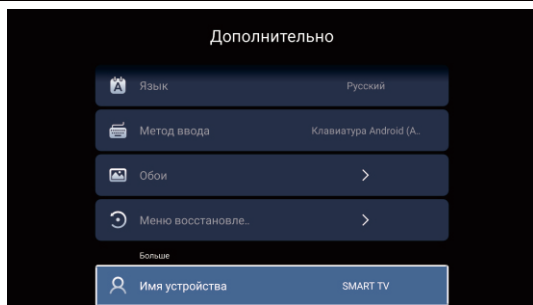 Дополнительно
Язык Русский
Метод ввода Клавиатура Android (A..
Обои
Меню восстановле..
Больше
Имя устройства SMART TV